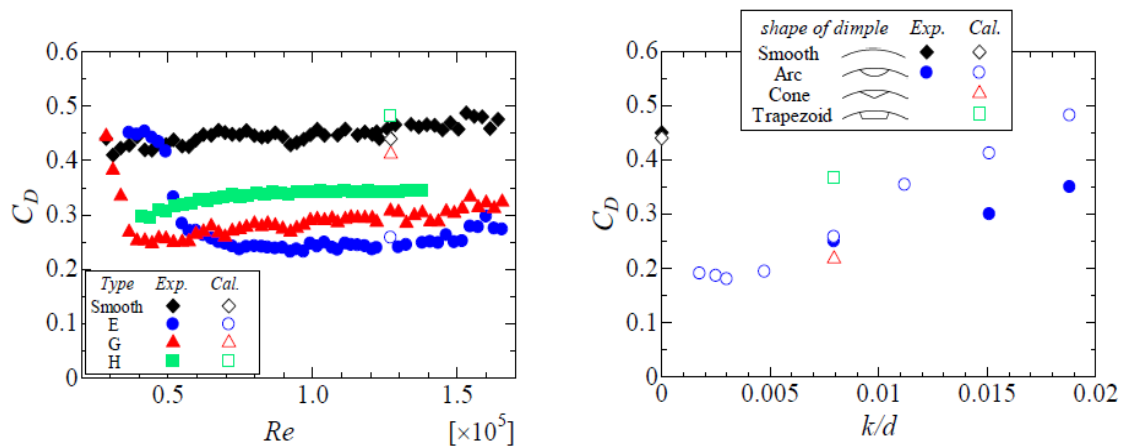 0.6
0.5
0.4
0.3
0.2
0.1
0
C_D
Type Exp. Cal.
Smooth
E
G
H
0.5 1.0 1.5
Re [×10⁵]
shape of dimple Exp. Cal.
Smooth
Arc
Cone
Trapezoid
0.6
0.5
0.4
0.3
0.2
0.1
0
C_D
0 0.005 0.01 0.015 0.02
k/d